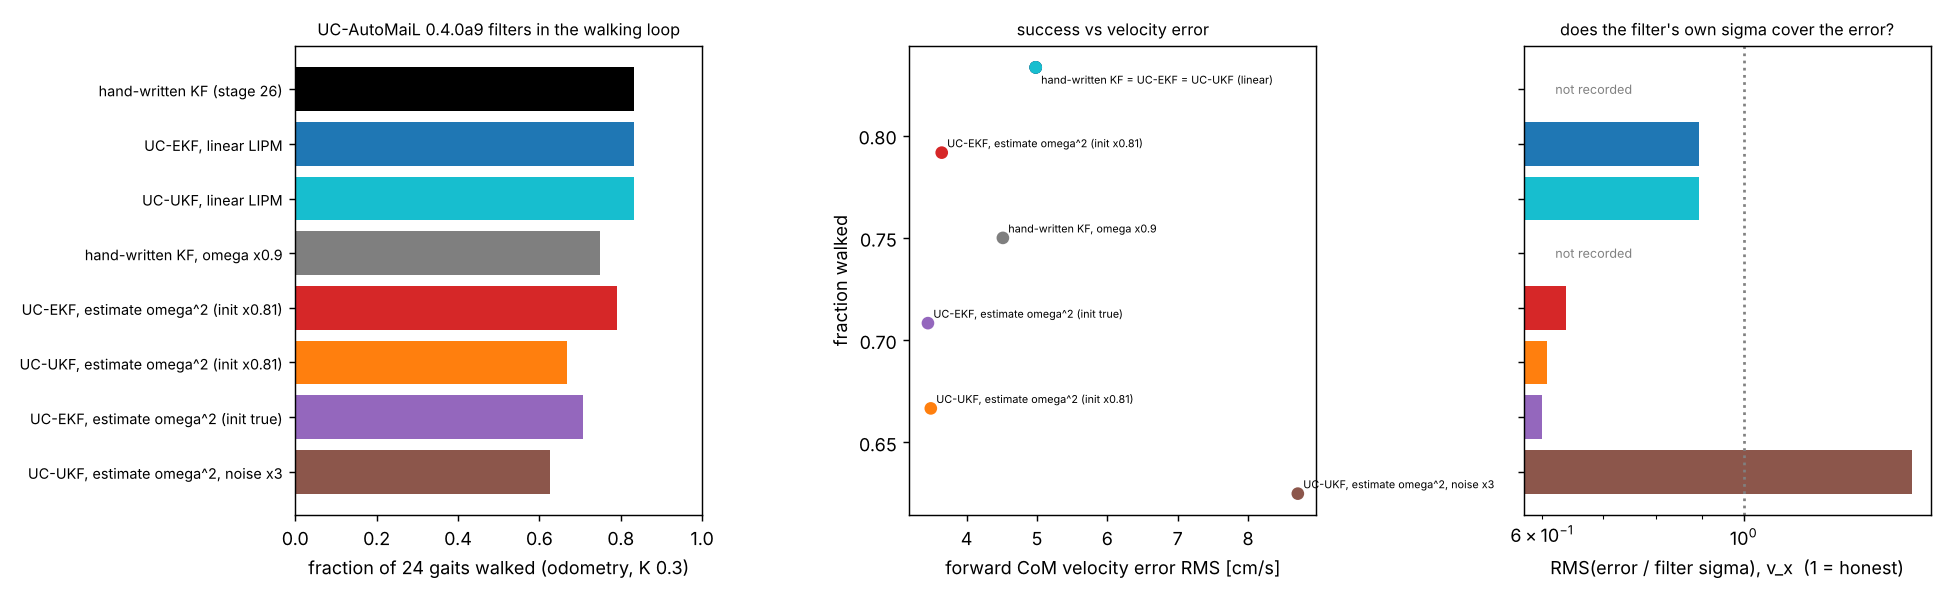 UC-AutoMaiL 0.4.0a9 filters in the walking loop
hand-written KF (stage 26)
UC-EKF, linear LIPM
UC-UKF, linear LIPM
hand-written KF, omega x0.9
UC-EKF, estimate omega^2 (init x0.81)
UC-UKF, estimate omega^2 (init x0.81)
UC-EKF, estimate omega^2 (init true)
UC-UKF, estimate omega^2, noise x3
0.0 0.2 0.4 0.6 0.8 1.0
fraction of 24 gaits walked (odometry, K 0.3)
success vs velocity error
fraction walked
0.80
0.75
0.70
0.65
hand-written KF = UC-EKF = UC-UKF (linear)
UC-EKF, estimate omega^2 (init x0.81)
hand-written KF, omega x0.9
UC-EKF, estimate omega^2 (init true)
UC-UKF, estimate omega^2 (init x0.81)
UC-UKF, estimate omega^2, noise x3
4 5 6 7 8
forward CoM velocity error RMS [cm/s]
does the filter's own sigma cover the error?
not recorded
not recorded
6 × 10⁻¹ 10⁰
RMS(error / filter sigma), v_x (1 = honest)